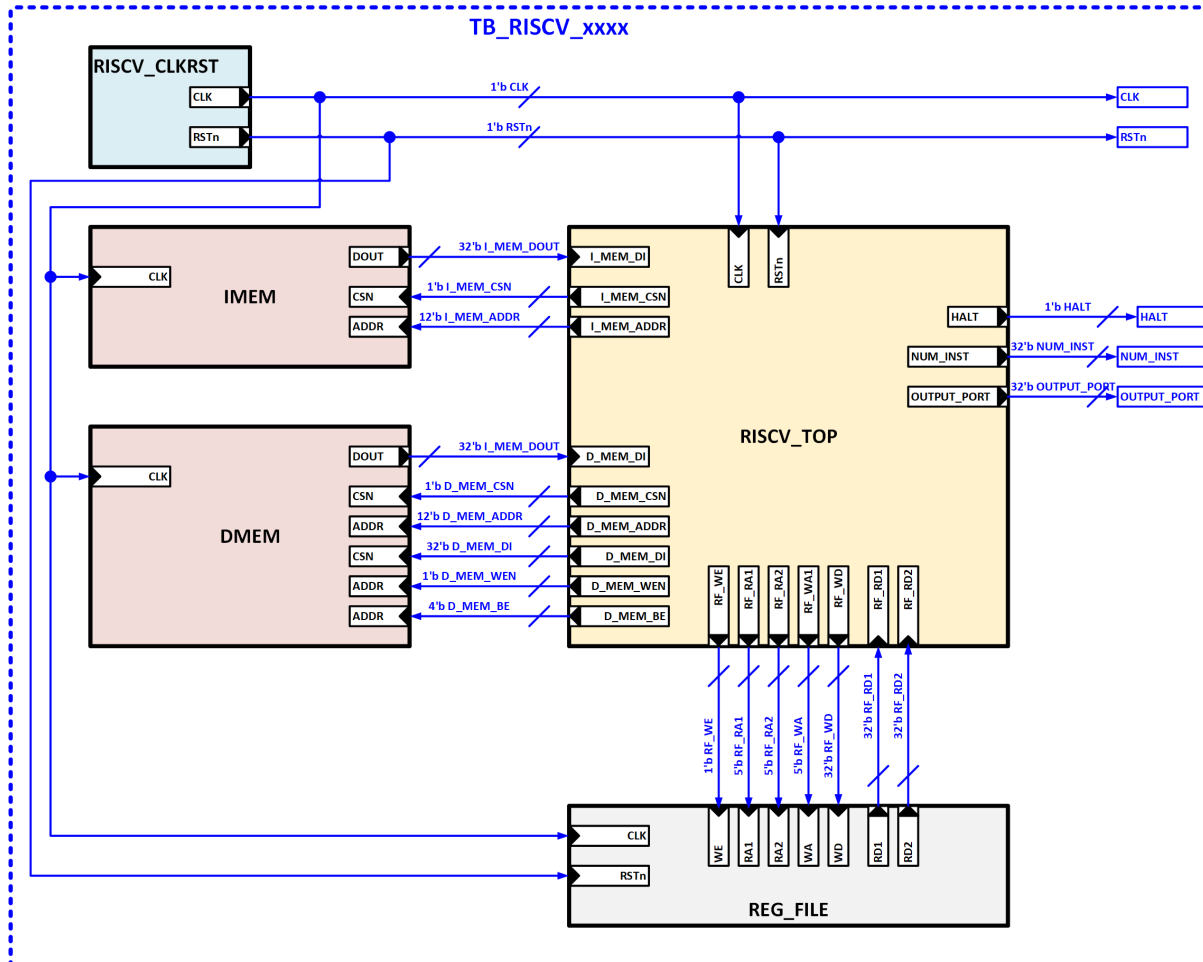 TB_RISCV_xxxx
RISCV_CLKRST
CLK
RSTn
1'b CLK
1'b RSTn
CLK
RSTn
CLK
RSTn
IMEM
CLK
DOUT
CSN
ADDR
32'b I_MEM_DOUT
1'b I_MEM_CSN
12'b I_MEM_ADDR
I_MEM_DI
I_MEM_CSN
I_MEM_ADDR
HALT
NUM_INST
OUTPUT_PORT
1'b HALT
32'b NUM_INST
32'b OUTPUT_PORT
HALT
NUM_INST
OUTPUT_PORT
RISCV_TOP
DMEM
CLK
DOUT
CSN
ADDR
CSN
ADDR
ADDR
32'b I_MEM_DOUT
1'b D_MEM_CSN
12'b D_MEM_ADDR
32'b D_MEM_DI
1'b D_MEM_WEN
4'b D_MEM_BE
D_MEM_DI
D_MEM_CSN
D_MEM_ADDR
D_MEM_DI
D_MEM_WEN
D_MEM_BE
RF_WE
RF_RA1
RF_RA2
RF_WA1
RF_WD
RF_RD1
RF_RD2
1'b RF_WE
5'b RF_RA1
5'b RF_RA2
5'b RF_WA
32'b RF_WD
32'b RF_RD1
32'b RF_RD2
CLK
RSTn
WE
RA1
RA2
WA
WD
RD1
RD2
REG_FILE